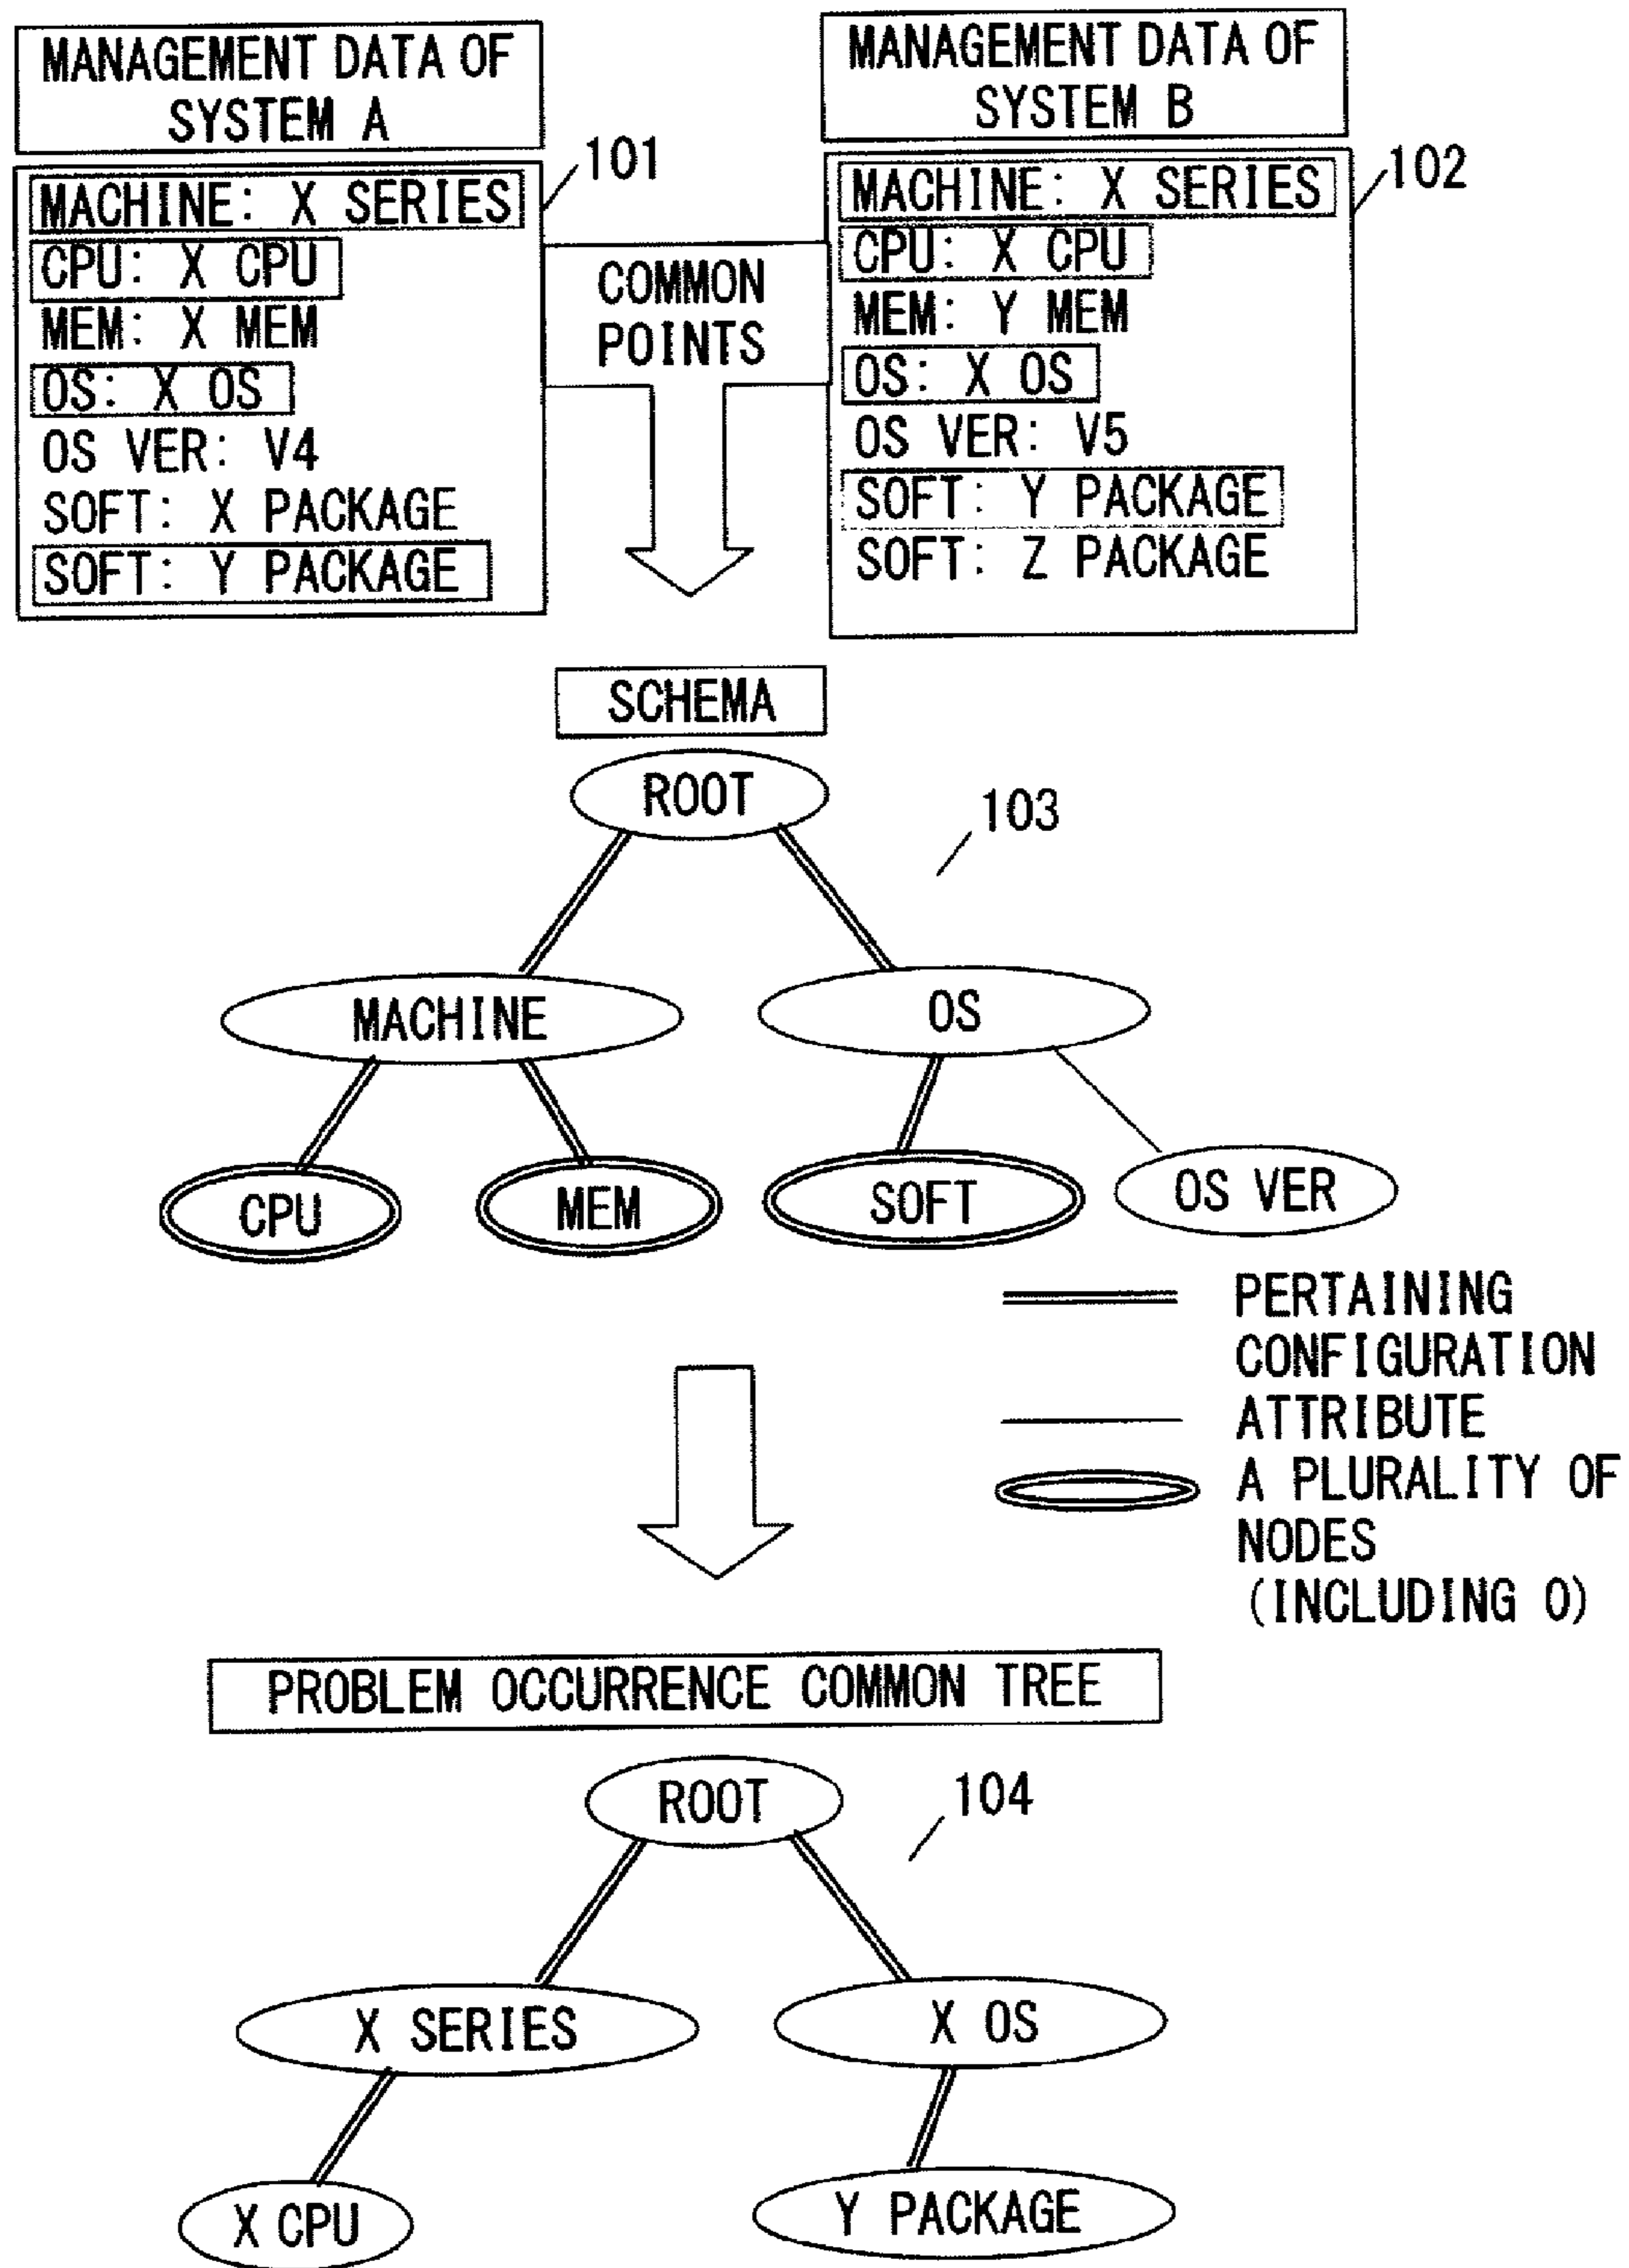 MANAGEMENT DATA OF
SYSTEM A
MANAGEMENT DATA OF
SYSTEM B
101
MACHINE: X SERIES
CPU: X CPU
MEM: X MEM
OS: X OS
OS VER: V4
SOFT: X PACKAGE
SOFT: Y PACKAGE
COMMON
POINTS
102
MACHINE: X SERIES
CPU: X CPU
MEM: Y MEM
OS: X OS
OS VER: V5
SOFT: Y PACKAGE
SOFT: Z PACKAGE
SCHEMA
ROOT
103
MACHINE
OS
CPU
MEM
SOFT
OS VER
PERTAINING
CONFIGURATION
ATTRIBUTE
A PLURALITY OF
NODES
(INCLUDING 0)
PROBLEM OCCURRENCE COMMON TREE
ROOT
104
X SERIES
X OS
X CPU
Y PACKAGE